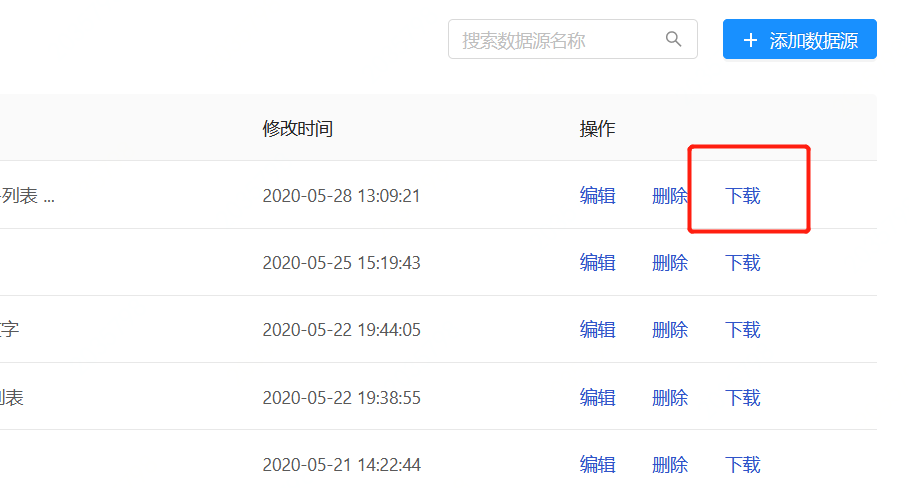 搜索数据源名称 添加数据源
修改时间 操作
列表 ... 2020-05-28 13:09:21 编辑 删除 下载
2020-05-25 15:19:43 编辑 删除 下载
字 2020-05-22 19:44:05 编辑 删除 下载
列表 2020-05-22 19:38:55 编辑 删除 下载
2020-05-21 14:22:44 编辑 删除 下载